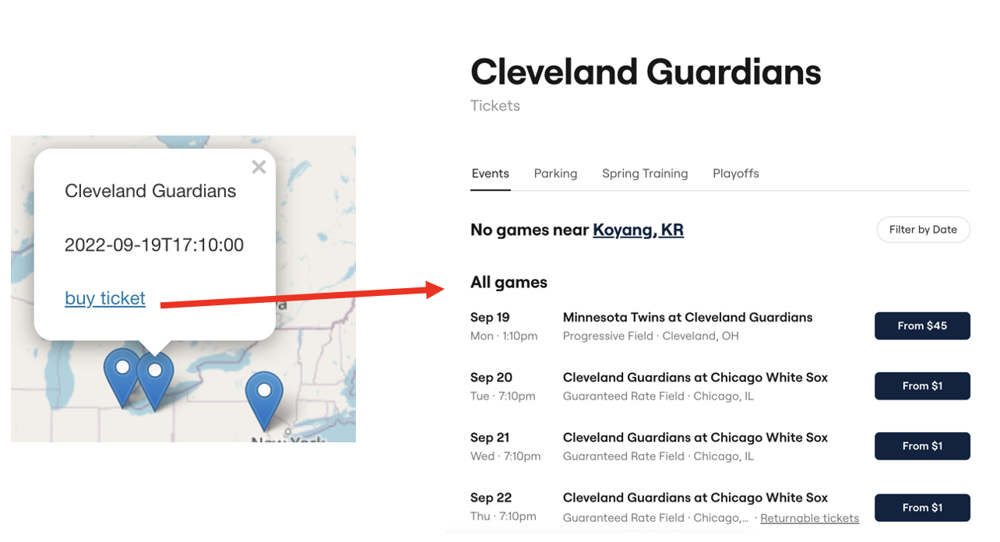 Cleveland Guardians
2022-09-19T17:10:00
buy ticket
Cleveland Guardians
Tickets
Events Parking Spring Training Playoffs
No games near Koyang, KR Filter by Date
All games
Sep 19 Minnesota Twins at Cleveland Guardians From $45
Mon · 1:10pm Progressive Field · Cleveland, OH
Sep 20 Cleveland Guardians at Chicago White Sox From $1
Tue · 7:10pm Guaranteed Rate Field · Chicago, IL
Sep 21 Cleveland Guardians at Chicago White Sox From $1
Wed · 7:10pm Guaranteed Rate Field · Chicago, IL
Sep 22 Cleveland Guardians at Chicago White Sox From $1
Thu · 7:10pm Guaranteed Rate Field · Chicago,... · Returnable tickets
New York